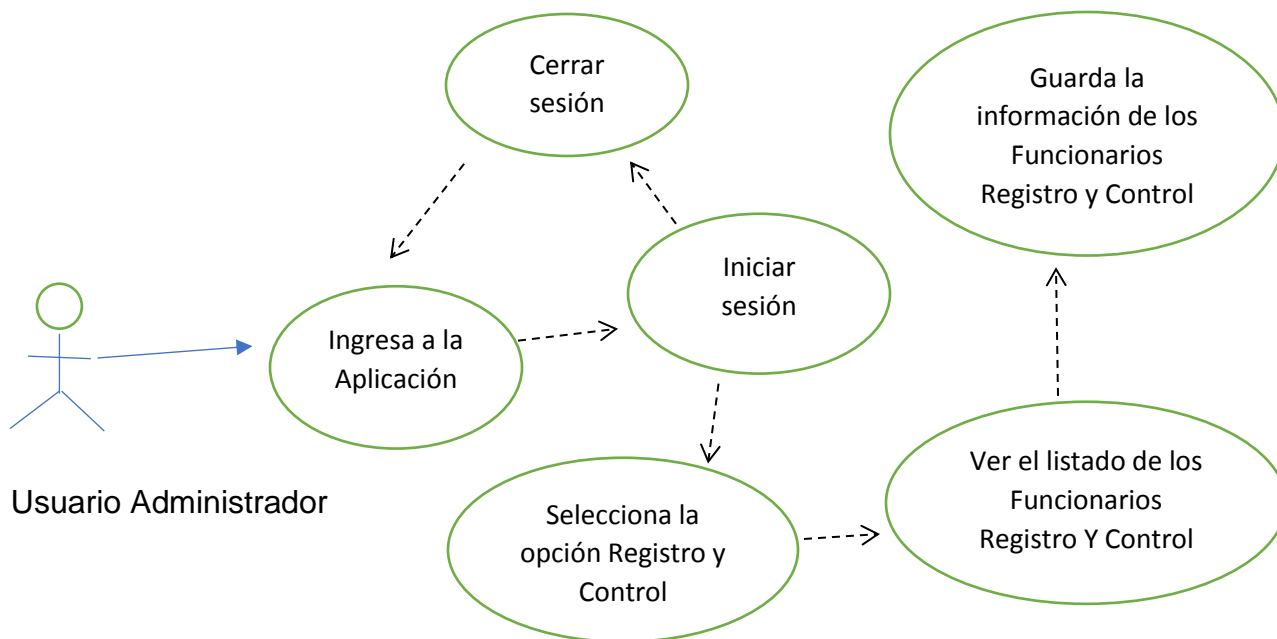 Cerrar
sesión
Guarda la
información de los
Funcionarios
Registro y Control
Iniciar
sesión
Ingresa a la
Aplicación
Usuario Administrador
Selecciona la
opción Registro y
Control
Ver el listado de los
Funcionarios
Registro Y Control